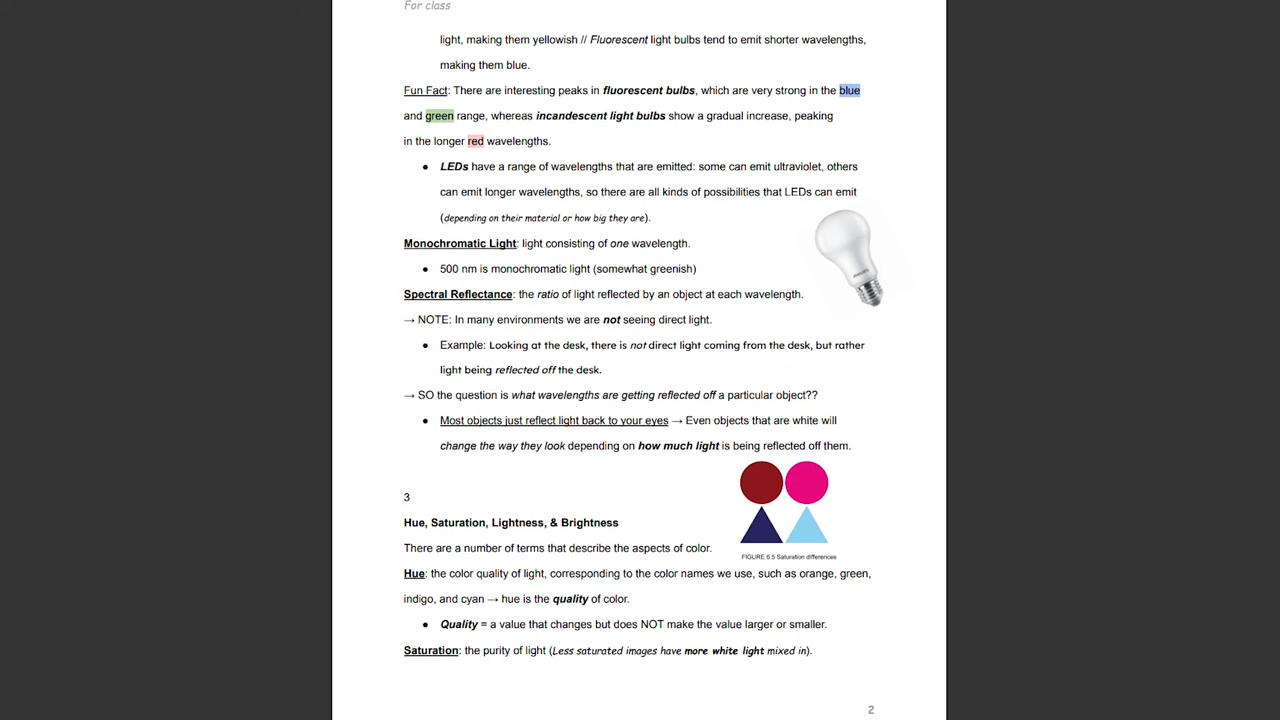 For class
light, making them yellowish // Fluorescent light bulbs tend to emit shorter wavelengths,
making them blue.
Fun Fact: There are interesting peaks in fluorescent bulbs, which are very strong in the blue
and green range, whereas incandescent light bulbs show a gradual increase, peaking
in the longer red wavelengths.
● LEDs have a range of wavelengths that are emitted: some can emit ultraviolet, others
can emit longer wavelengths, so there are all kinds of possibilities that LEDs can emit
(depending on their material or how big they are).
Monochromatic Light: light consisting of one wavelength.
● 500 nm is monochromatic light (somewhat greenish)
PHILIPS
Spectral Reflectance: the ratio of light reflected by an object at each wavelength.
→ NOTE: In many environments we are not seeing direct light.
● Example: Looking at the desk, there is not direct light coming from the desk, but rather
light being reflected off the desk.
→ SO the question is what wavelengths are getting reflected off a particular object??
● Most objects just reflect light back to your eyes → Even objects that are white will
change the way they look depending on how much light is being reflected off them.
3
Hue, Saturation, Lightness, & Brightness
There are a number of terms that describe the aspects of color.
FIGURE 6.5 Saturation differences
Hue: the color quality of light, corresponding to the color names we use, such as orange, green,
indigo, and cyan → hue is the quality of color.
● Quality = a value that changes but does NOT make the value larger or smaller.
Saturation: the purity of light (Less saturated images have more white light mixed in).
2